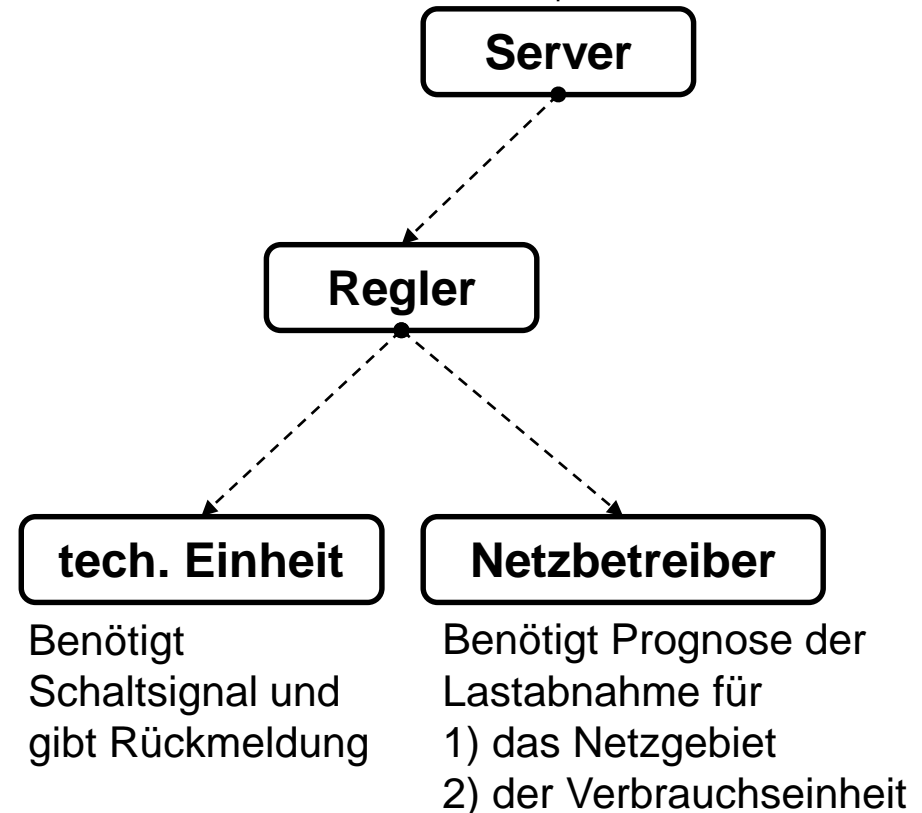 Server
Regler
tech. Einheit
Netzbetreiber
Benötigt
Schaltsignal und
gibt Rückmeldung
Benötigt Prognose der
Lastabnahme für
1) das Netzgebiet
2) der Verbrauchseinheit